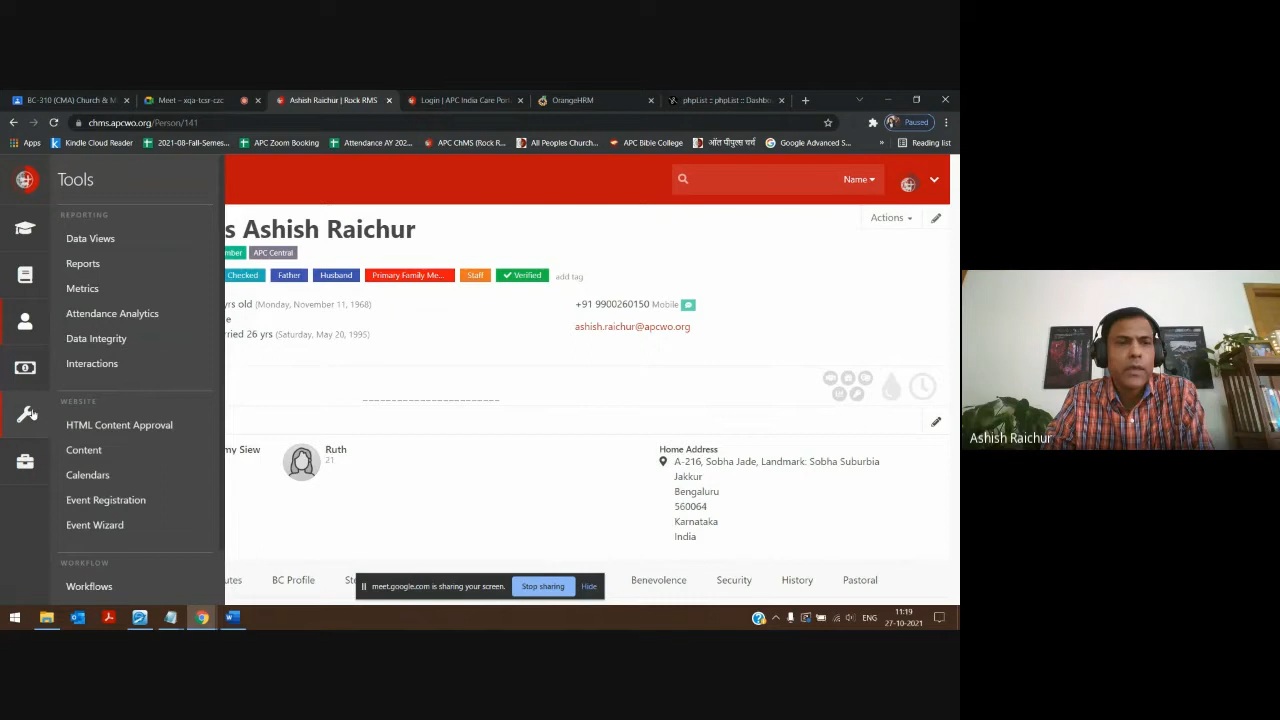 BC-310 (CMA) Church & M
Meet – xqa-tcsr-czc
Ashish Raichur | Rock RMS
Login | APC India Care Por
OrangeHRM
phpList :: phpList :: Dashbo
chms.apcwo.org/Person/141
Paused
Apps
Kindle Cloud Reader
2021-08-Fall-Semes...
APC Zoom Booking
Attendance AY 202...
APC ChMS (Rock R...
All Peoples Church...
APC Bible College
ऑल पीपुल्स चर्च
Google Advanced S...
Reading list
Tools
REPORTING
Data Views
Reports
Metrics
Attendance Analytics
Data Integrity
Interactions
WEBSITE
HTML Content Approval
Content
Calendars
Event Registration
Event Wizard
WORKFLOW
Workflows
Name
s Ashish Raichur
Actions
mber
APC Central
Checked
Father
Husband
Primary Family Me...
Staff
Verified
add tag
yrs old (Monday, November 11, 1968)
+91 9900260150 Mobile
e
ashish.raichur@apcwo.org
rried 26 yrs (Saturday, May 20, 1995)
my Siew
Ruth
21
Home Address
A-216, Sobha Jade, Landmark: Sobha Suburbia
Jakkur
Bengaluru
560064
Karnataka
India
utes
BC Profile
Ste
Benevolence
Security
History
Pastoral
meet.google.com is sharing your screen.
Stop sharing
Hide
ENG
11:19
27-10-2021
Ashish Raichur